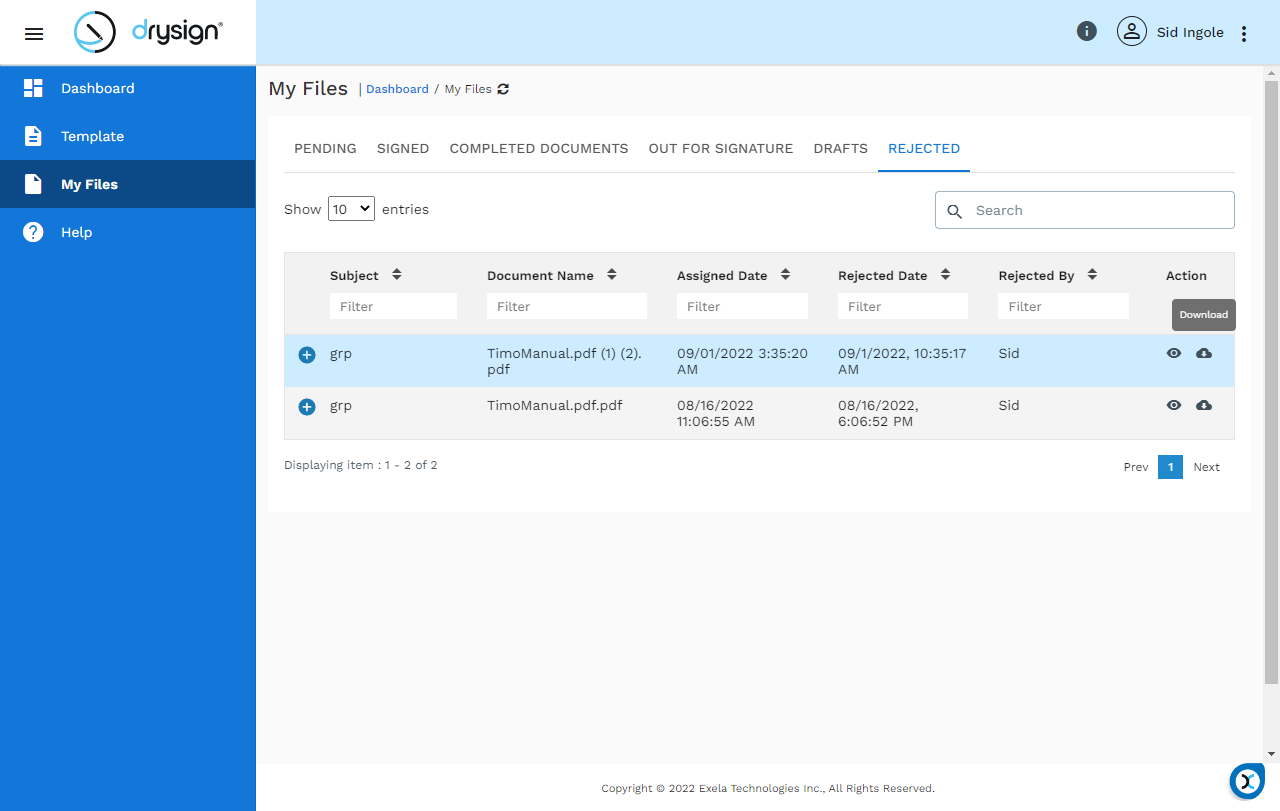 drysign®
Sid Ingole
Dashboard
Template
My Files
Help
My Files | Dashboard / My Files
PENDING SIGNED COMPLETED DOCUMENTS OUT FOR SIGNATURE DRAFTS REJECTED
Show 10 entries
Search
Subject Document Name Assigned Date Rejected Date Rejected By Action
Filter Filter Filter Filter Filter
Download
grp TimoManual.pdf (1) (2). 09/01/2022 3:35:20 09/1/2022, 10:35:17 Sid
pdf AM AM
grp TimoManual.pdf.pdf 08/16/2022 08/16/2022, Sid
11:06:55 AM 6:06:52 PM
Displaying item : 1 - 2 of 2
Prev 1 Next
Copyright © 2022 Exela Technologies Inc., All Rights Reserved.